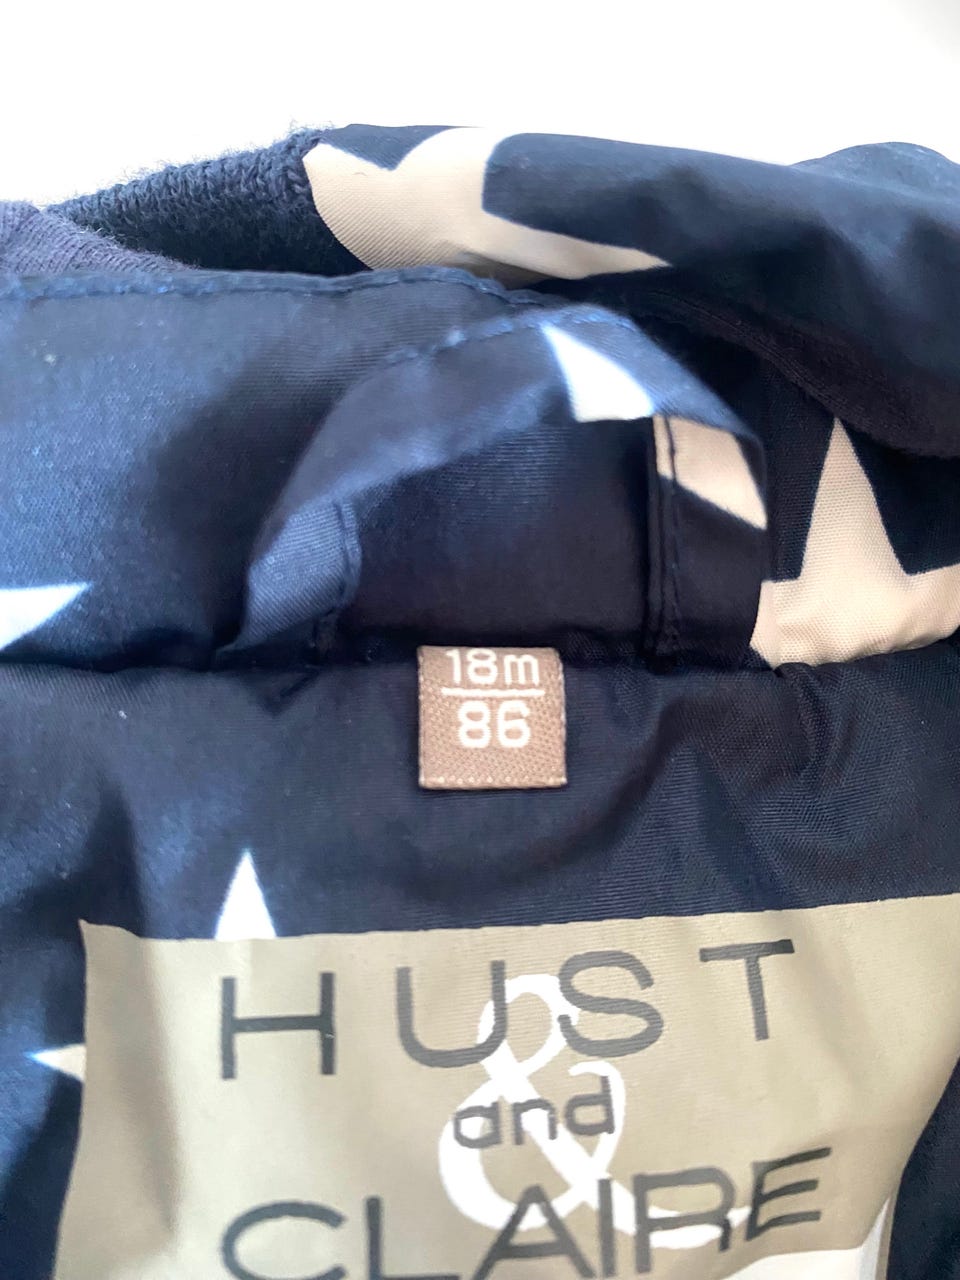 18m
86
HUST
&
and
CLAIRE